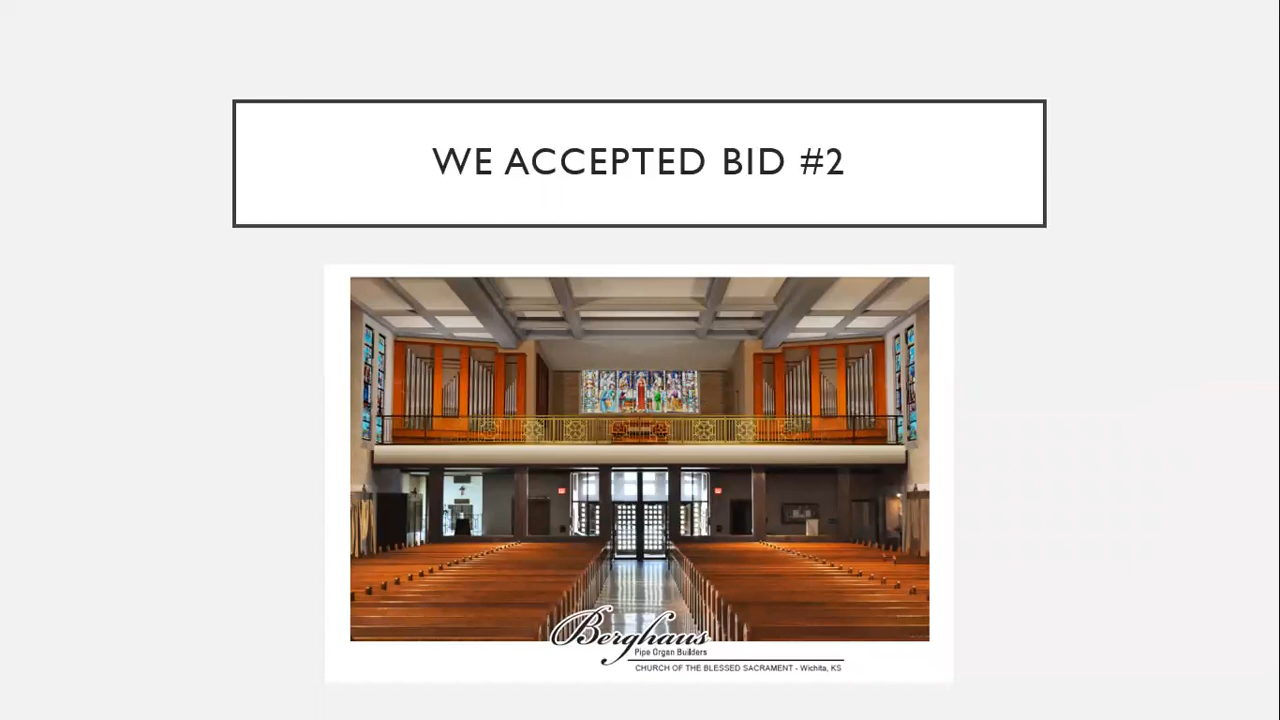 WE ACCEPTED BID #2
Berghaus
Pipe Organ Builders
CHURCH OF THE BLESSED SACRAMENT - Wichita, KS